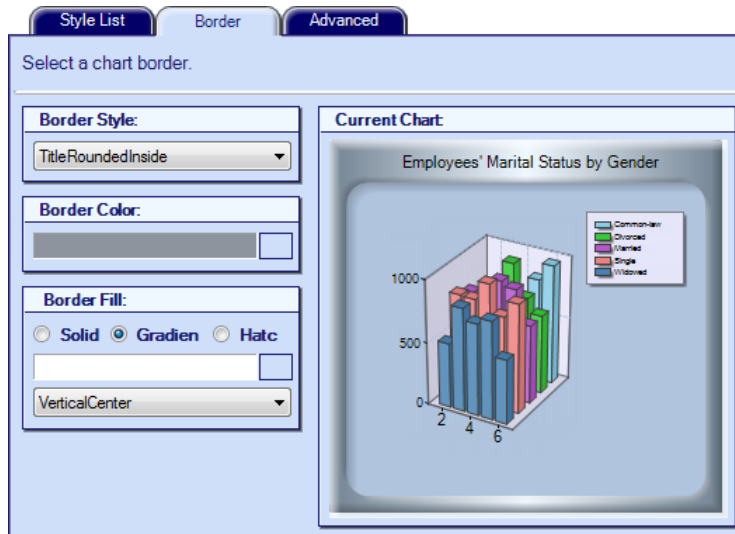 Style List
Border
Advanced
Select a chart border.
Border Style:
TitleRoundedInside
Border Color:
Border Fill:
Solid Gradien Hatc
VerticalCenter
Current Chart:
Employees' Marital Status by Gender
Common-law
Divorced
Married
Single
Widowed
1000
500
0
2 4 6